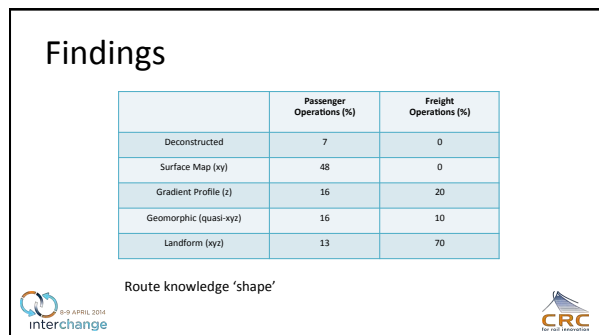 Findings
Passenger Operations (%) Freight Operations (%)
Deconstructed 7 0
Surface Map (xy) 48 0
Gradient Profile (z) 16 20
Geomorphic (quasi-xyz) 16 10
Landform (xyz) 13 70
Route knowledge 'shape'
8-9 APRIL 2014
interchange
CRC
for rail innovation